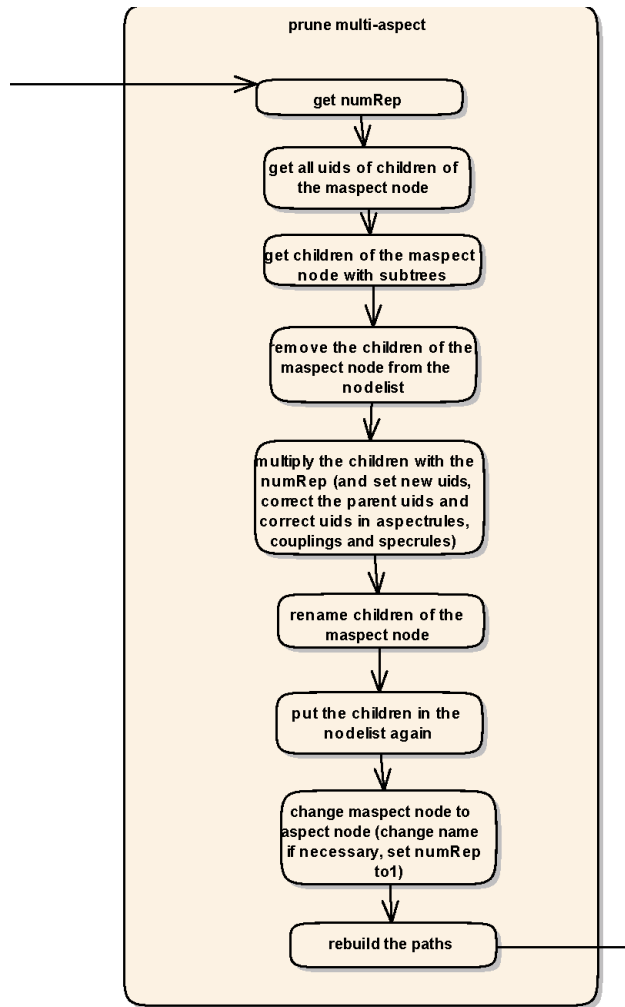 prune multi-aspect
get numRep
get all uids of children of
the maspect node
get children of the maspect
node with subtrees
remove the children of the
maspect node from the
nodelist
multiply the children with the
numRep (and set new uids,
correct the parent uids and
correct uids in aspectrules,
couplings and specrules)
rename children of the
maspect node
put the children in the
nodelist again
change maspect node to
aspect node (change name
if necessary, set numRep
to1)
rebuild the paths